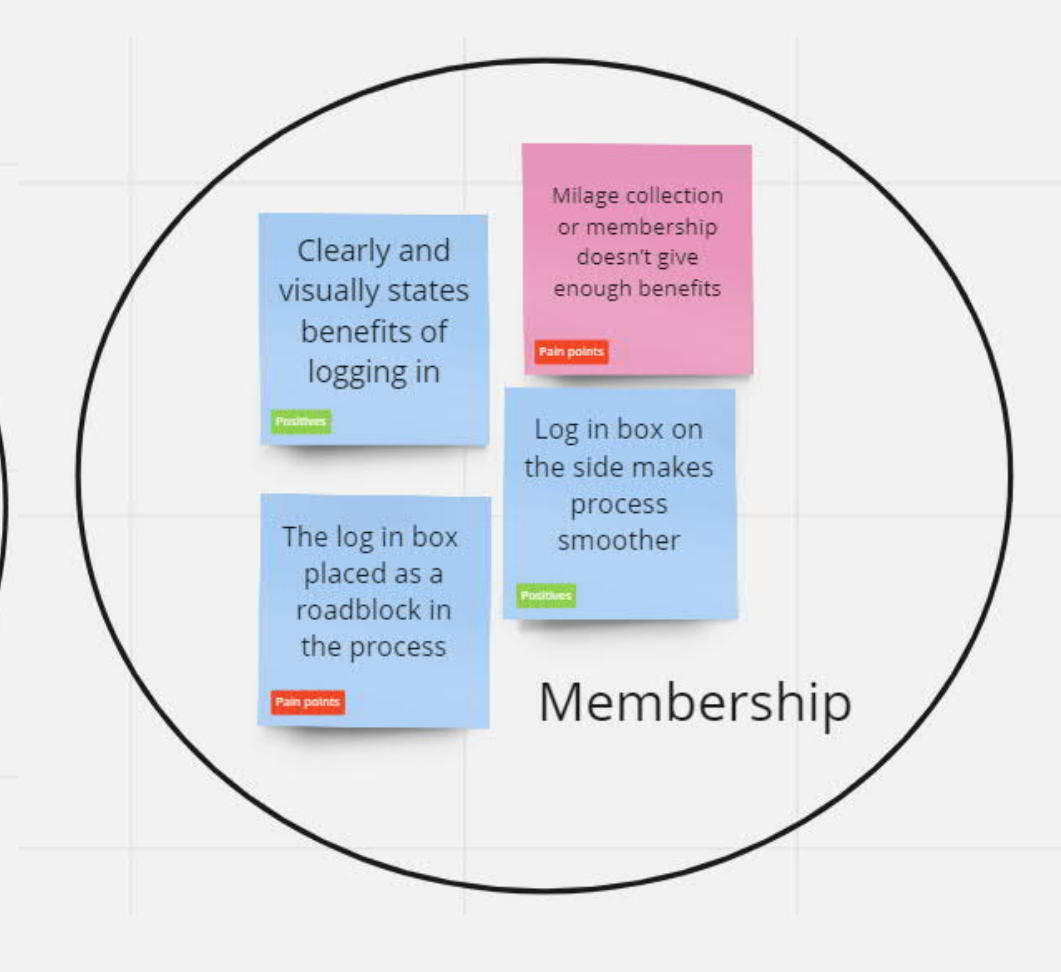 Clearly and
visually states
benefits of
logging in
Positives
Milage collection
or membership
doesn't give
enough benefits
Pain points
The log in box
placed as a
roadblock in
the process
Pain points
Log in box on
the side makes
process
smoother
Positives
Membership